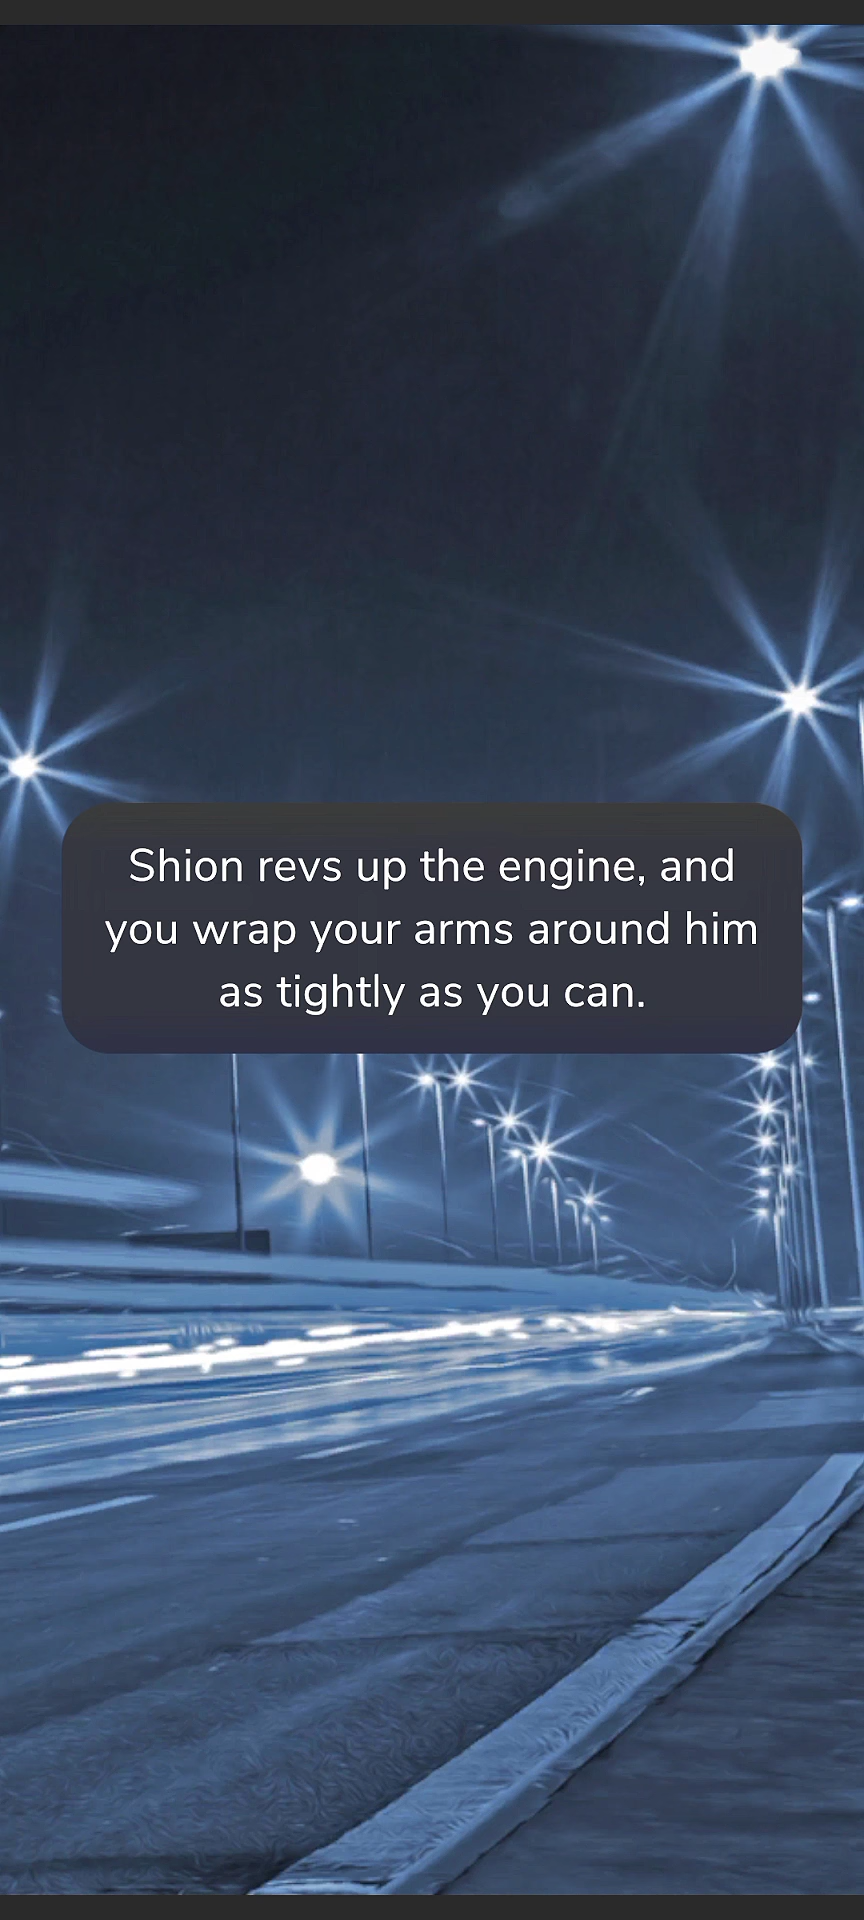 Shion revs up the engine, and
you wrap your arms around him
as tightly as you can.